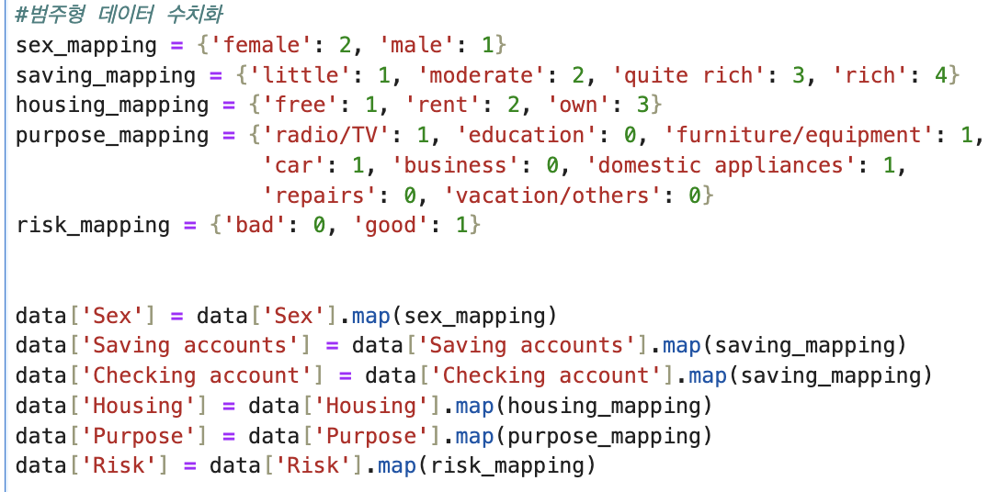 #범주형 데이터 수치화
sex_mapping = {'female': 2, 'male': 1}
saving_mapping = {'little': 1, 'moderate': 2, 'quite rich': 3, 'rich': 4}
housing_mapping = {'free': 1, 'rent': 2, 'own': 3}
purpose_mapping = {'radio/TV': 1, 'education': 0, 'furniture/equipment': 1,
                   'car': 1, 'business': 0, 'domestic appliances': 1,
                   'repairs': 0, 'vacation/others': 0}
risk_mapping = {'bad': 0, 'good': 1}
data['Sex'] = data['Sex'].map(sex_mapping)
data['Saving accounts'] = data['Saving accounts'].map(saving_mapping)
data['Checking account'] = data['Checking account'].map(saving_mapping)
data['Housing'] = data['Housing'].map(housing_mapping)
data['Purpose'] = data['Purpose'].map(purpose_mapping)
data['Risk'] = data['Risk'].map(risk_mapping)